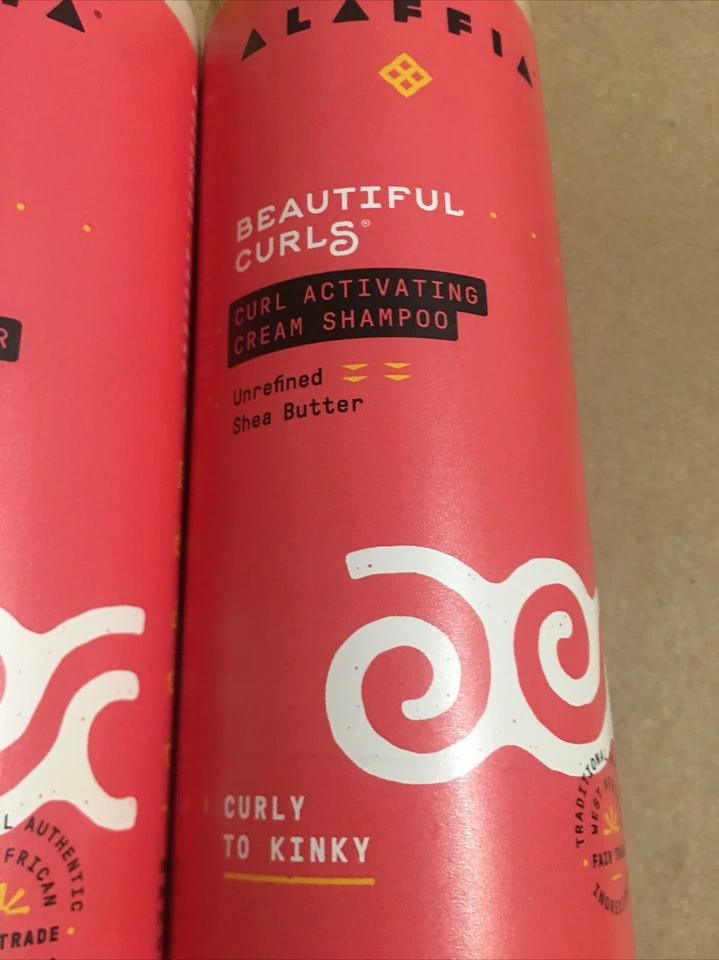 ALAFFIA
BEAUTIFUL
CURLS®
CURL ACTIVATING
CREAM SHAMPOO
Unrefined
Shea Butter
CURLY
TO KINKY
TRADITIONAL
WEST
FAIR
R
AUTHENTIC
AFRICAN
TRADE